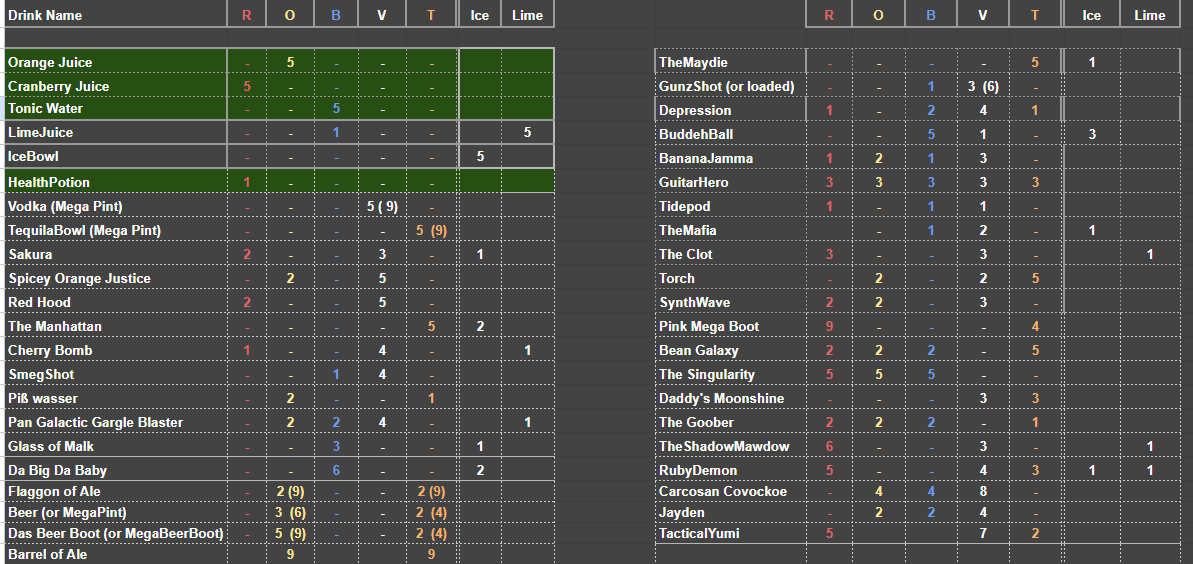 Drink Name R O B V T Ice Lime
Orange Juice - 5 - - -
Cranberry Juice 5 - - - -
Tonic Water - - 5 - -
LimeJuice - - 1 - - 5
IceBowl - - - - - 5
HealthPotion 1 - - - -
Vodka (Mega Pint) - - - 5 ( 9) -
TequilaBowl (Mega Pint) - - - - 5 (9)
Sakura 2 - - 3 - 1
Spicey Orange Justice - 2 - 5 -
Red Hood 2 - - 5 -
The Manhattan - - - - 5 2
Cherry Bomb 1 - - 4 - 1
SmegShot - - 1 4 -
Piß wasser - 2 - - 1
Pan Galactic Gargle Blaster - 2 2 4 - 1
Glass of Malk - - 3 - - 1
Da Big Da Baby - - 6 - - 2
Flaggon of Ale - 2 (9) - - 2 (9)
Beer (or MegaPint) - 3 (6) - - 2 (4)
Das Beer Boot (or MegaBeerBoot) - 5 (9) - - 2 (4)
Barrel of Ale 9 9
R O B V T Ice Lime
TheMaydie - - - - 5 1
GunzShot (or loaded) - - 1 3 (6) -
Depression 1 - 2 4 1
BuddehBall - - 5 1 - 3
BananaJamma 1 2 1 3 -
GuitarHero 3 3 3 3 3
Tidepod 1 - 1 1 -
TheMafia - - 1 2 - 1
The Clot 3 - - 3 - 1
Torch - 2 - 2 5
SynthWave 2 2 - 3 -
Pink Mega Boot 9 - - - 4
Bean Galaxy 2 2 2 - 5
The Singularity 5 5 5 - -
Daddy's Moonshine - - - 3 3
The Goober 2 2 2 - 1
TheShadowMawdow 6 - - 3 - 1
RubyDemon 5 - - 4 3 1 1
Carcosan Covockoe - 4 4 8 -
Jayden - 2 2 4 -
TacticalYumi 5 7 2